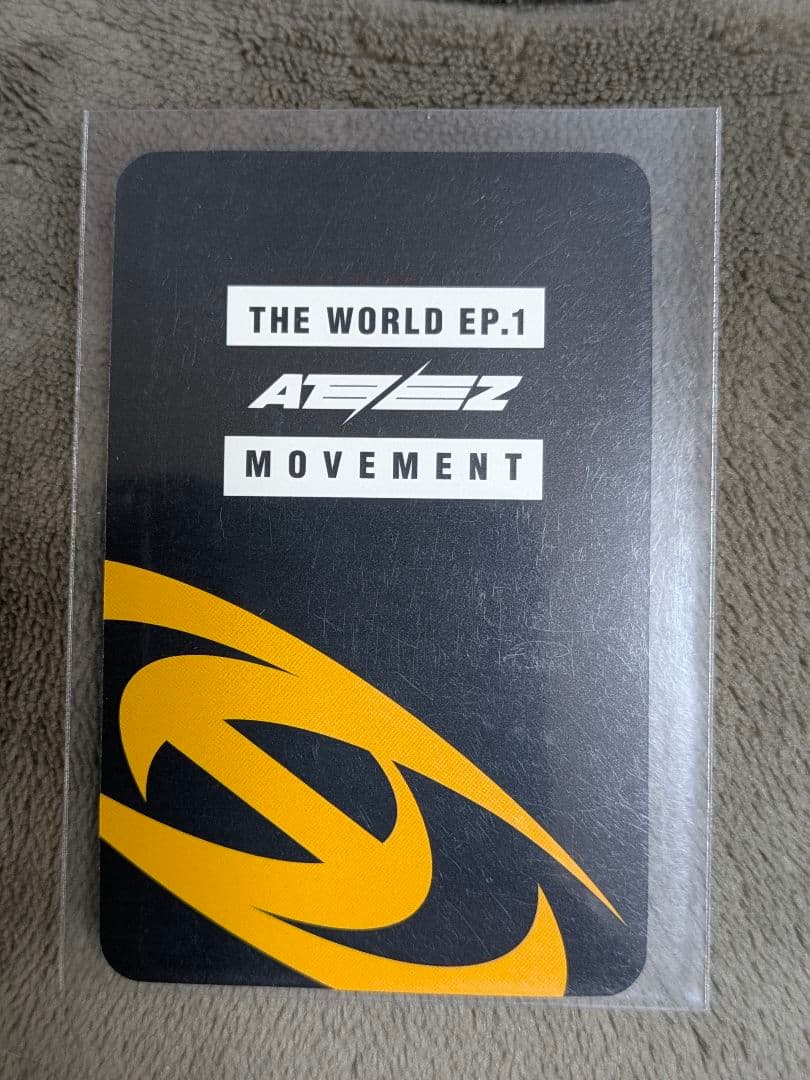 THE WORLD EP.1
ATEEZ
MOVEMENT